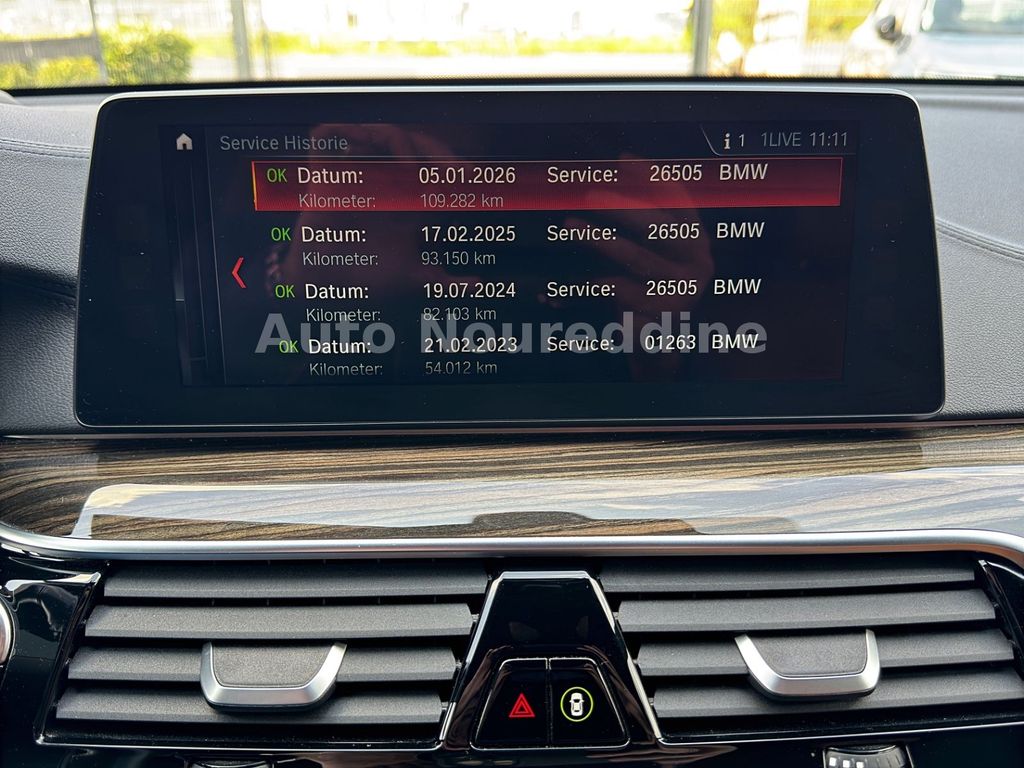 Service Historie
i 1 1LIVE 11:11
OK Datum: 05.01.2026 Service: 26505 BMW
Kilometer: 109.282 km
OK Datum: 17.02.2025 Service: 26505 BMW
Kilometer: 93.150 km
OK Datum: 19.07.2024 Service: 26505 BMW
Kilometer: 82.103 km
Auto Noureddine
OK Datum: 21.02.2023 Service: 01263 BMW
Kilometer: 54.012 km